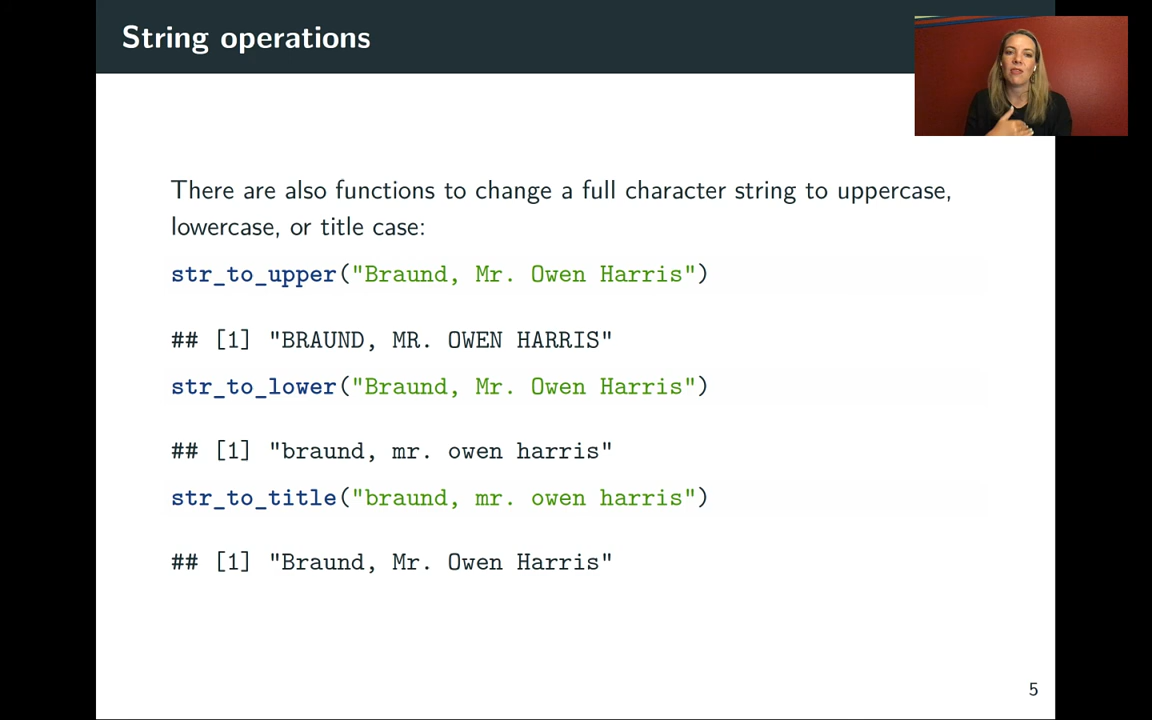 String operations
There are also functions to change a full character string to uppercase,
lowercase, or title case:
str_to_upper("Braund, Mr. Owen Harris")
## [1] "BRAUND, MR. OWEN HARRIS"
str_to_lower("Braund, Mr. Owen Harris")
## [1] "braund, mr. owen harris"
str_to_title("braund, mr. owen harris")
## [1] "Braund, Mr. Owen Harris"
5